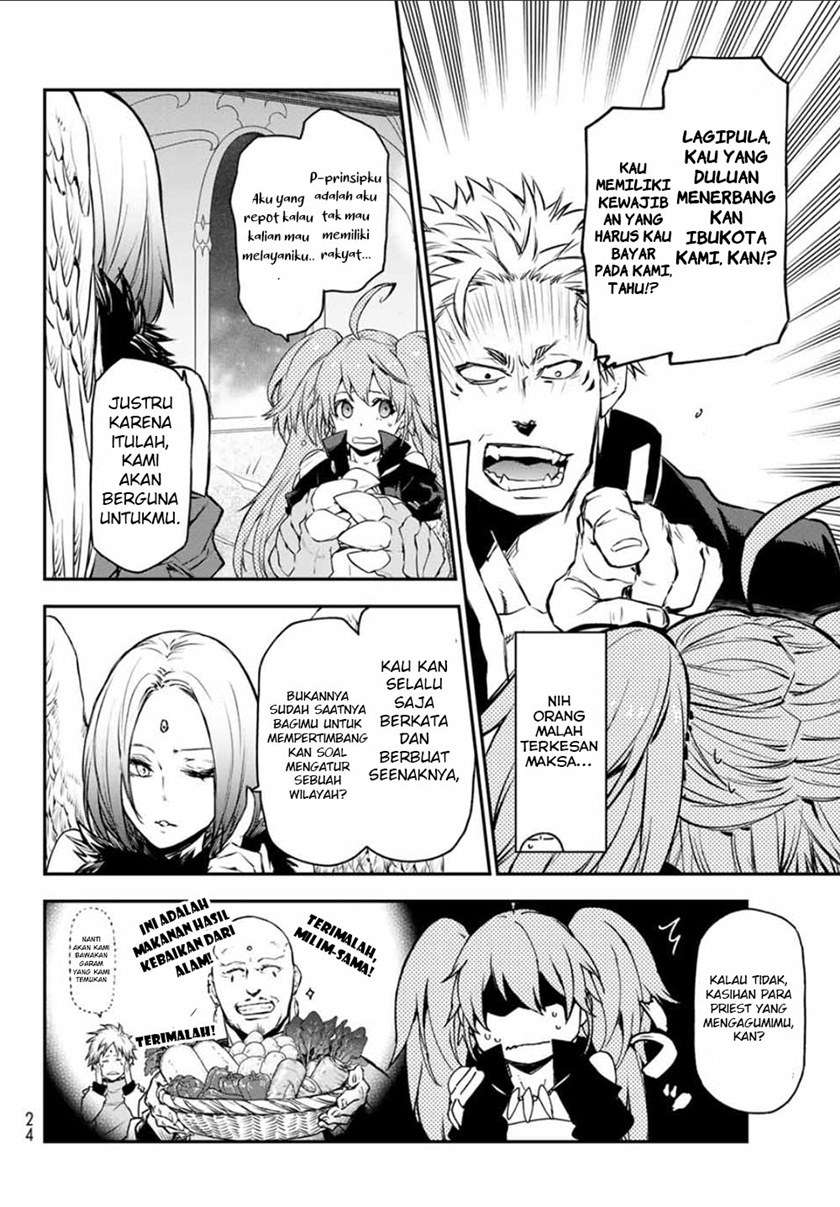 LAGIPULA,
KAU YANG
DULUAN
MENERBANG
KAN
IBUKOTA
KAMI, KAN!?
KAU
MEMILIKI
KEWAJIB
AN YANG
HARUS KAU
BAYAR
PADA KAMI,
TAHU!?
NIH
ORANG
MALAH
TERKESAN
MAKSA...
P-prinsipku
adalah aku
tak mau
memiliki
rakyat...
Aku yang
repot kalau
kalian mau
melayaniku..
JUSTRU
KARENA
ITULAH,
KAMI
AKAN
BERGUNA
UNTUKMU.
KAU KAN
SELALU
SAJA
BERKATA
DAN
BERBUAT
SEENAKNYA,
BUKANNYA
SUDAH SAATNYA
BAGIMU UNTUK
MEMPERTIMBANG
KAN SOAL
MENGATUR
SEBUAH
WILAYAH?
KALAU TIDAK,
KASIHAN PARA
PRIEST YANG
MENGAGUMIMU,
KAN?
TERIMALAH,
MILIM-SAMA!
INI ADALAH
MAKANAN HASIL
KEBAIKAN DARI
ALAM!
TERIMALAH!
NANTI
AKAN KAMI
BAWAKAN
GARAM
YANG KAMI
TEMUKAN
24